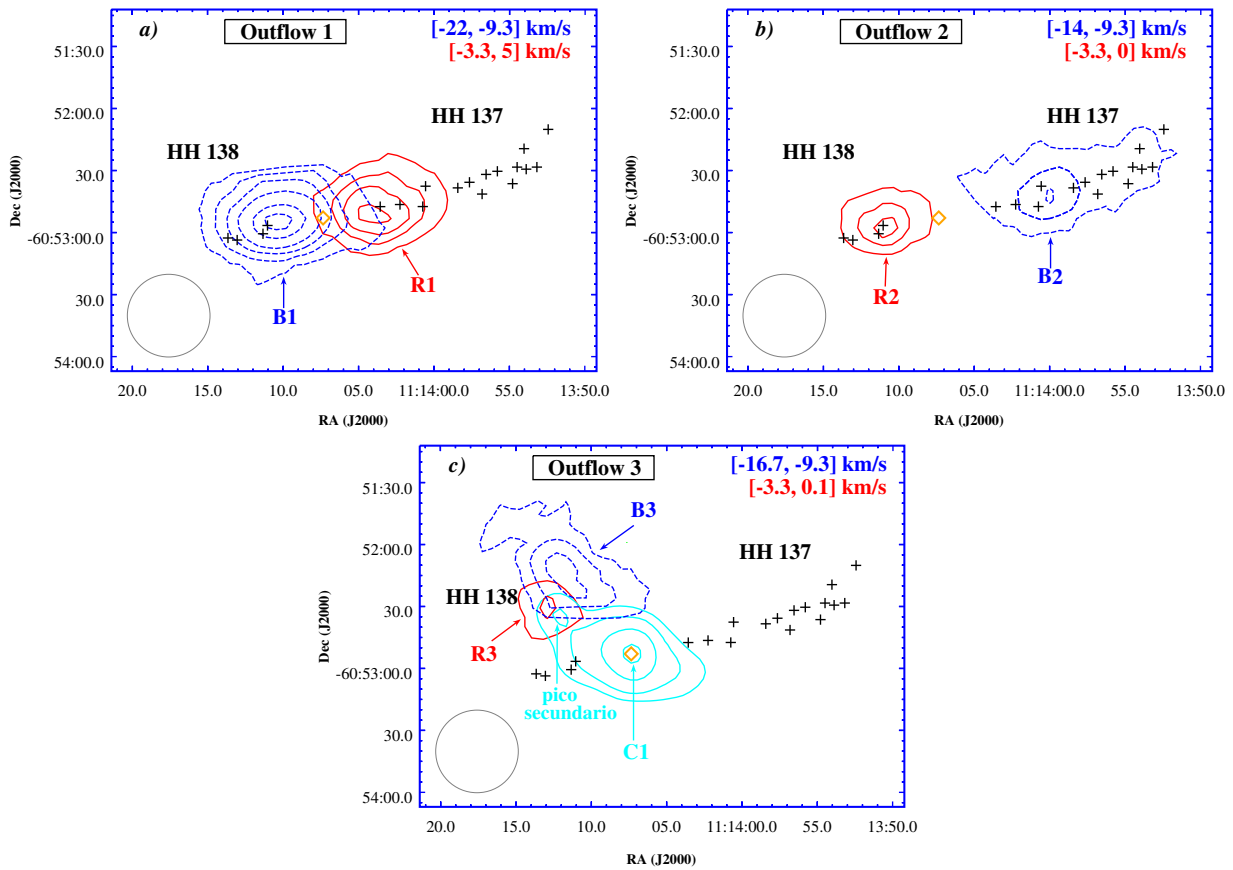 a) Outflow 1 [-22, -9.3] km/s
[-3.3, 5] km/s
51:30
52:00
30.0
-60:53:00
30.0
54:00.0
Dec (J2000)
HH 137
HH 138
R1
B1
20.0 15.0 10.0 05.0 11:14:00.0 55.0 13:50.0
RA (J2000)
b) Outflow 2 [-14, -9.3] km/s
[-3.3, 0] km/s
51:30.0
52:00.0
30.0
-60:53:00.0
30.0
54:00.0
Dec (J2000)
HH 137
HH 138
B2
R2
20.0 15.0 10.0 05.0 11:14:00.0 55.0 13:50.0
RA (J2000)
c) Outflow 3 [-16.7, -9.3] km/s
[-3.3, 0.1] km/s
51:30.0
52:00.0
30.0
-60:53:00.0
30.0
54:00.0
Dec (J2000)
B3
HH 137
HH 138
R3
pico
secundario
C1
20.0 15.0 10.0 05.0 11:14:00.0 55.0 13:50.0
RA (J2000)